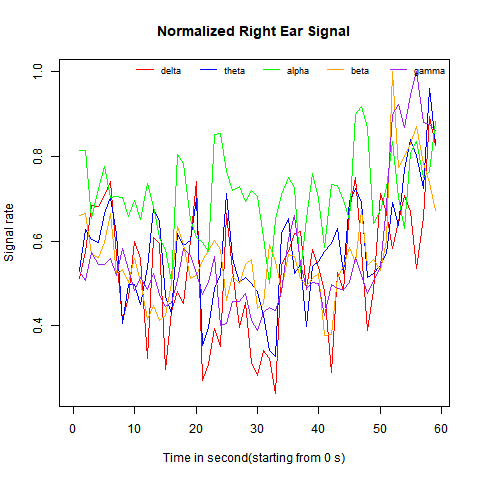 Normalized Right Ear Signal
delta theta alpha beta gamma
1.0
0.8
0.6
0.4
Signal rate
0 10 20 30 40 50 60
Time in second(starting from 0 s)